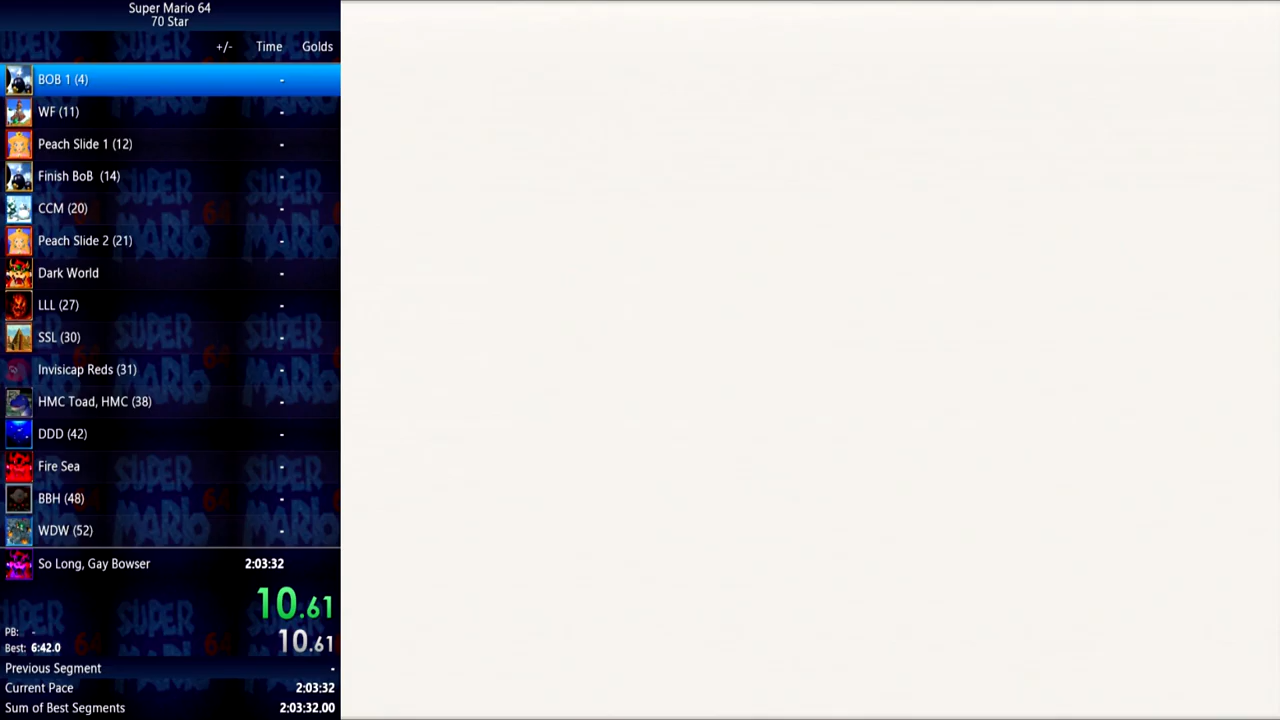 Super Mario 64
70 Star
+/- Time Golds
BOB 1 (4) -
WF (11) -
Peach Slide 1 (12) -
Finish BoB (14) -
CCM (20) -
Peach Slide 2 (21) -
Dark World -
LLL (27) -
SSL (30) -
Invisicap Reds (31) -
HMC Toad, HMC (38) -
DDD (42) -
Fire Sea -
BBH (48) -
WDW (52) -
So Long, Gay Bowser 2:03:32
10.61
PB: -
10.61
Best: 6:42.0
Previous Segment -
Current Pace 2:03:32
Sum of Best Segments 2:03:32.00